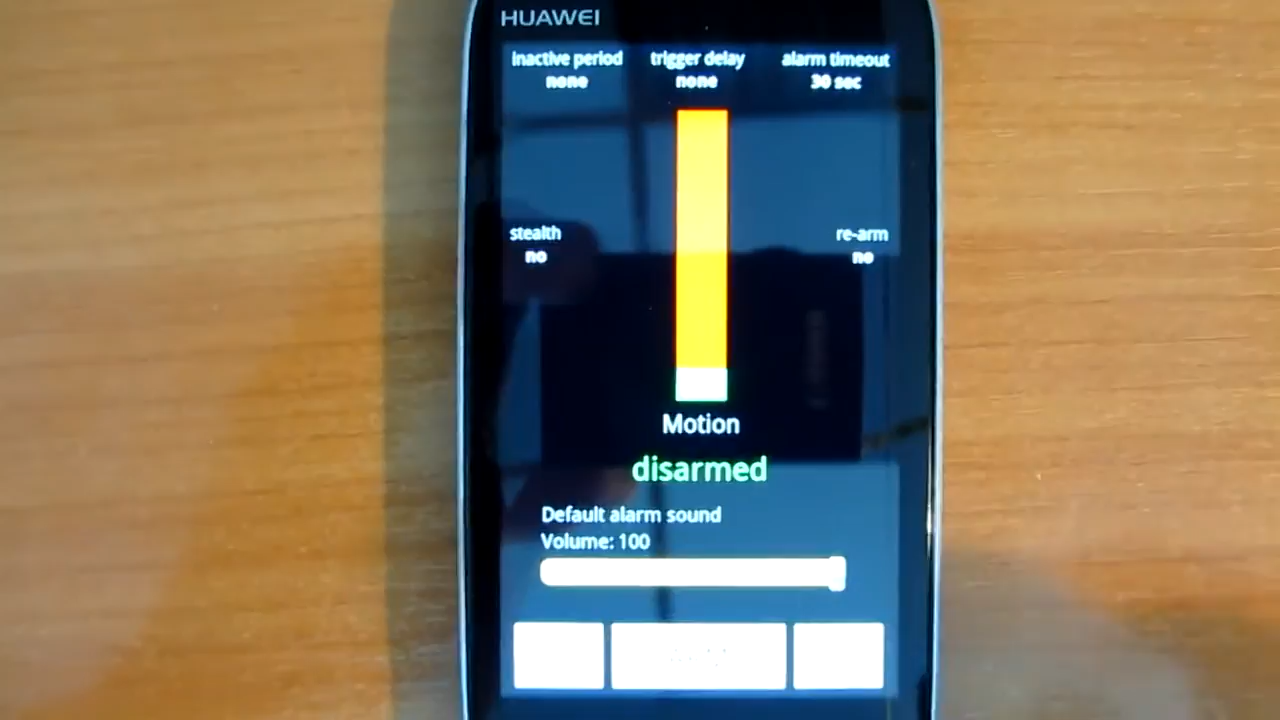 HUAWEI
inactive period
none
trigger delay
none
alarm timeout
30 sec
stealth
no
re-arm
no
Motion
disarmed
Default alarm sound
Volume: 100